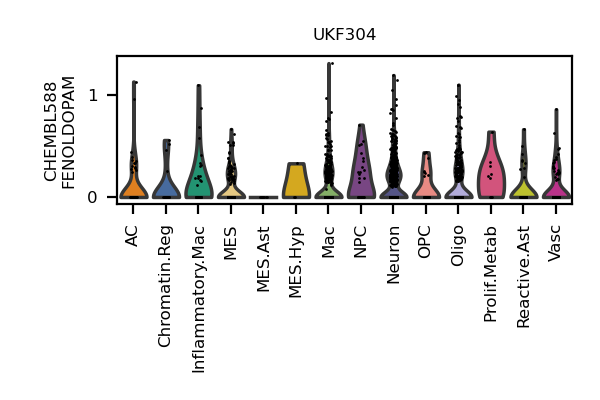 UKF304
CHEMBL588
FENOLDOPAM
1
0
AC
Chromatin.Reg
Inflammatory.Mac
MES
MES.Ast
MES.Hyp
Mac
NPC
Neuron
OPC
Oligo
Prolif.Metab
Reactive.Ast
Vasc